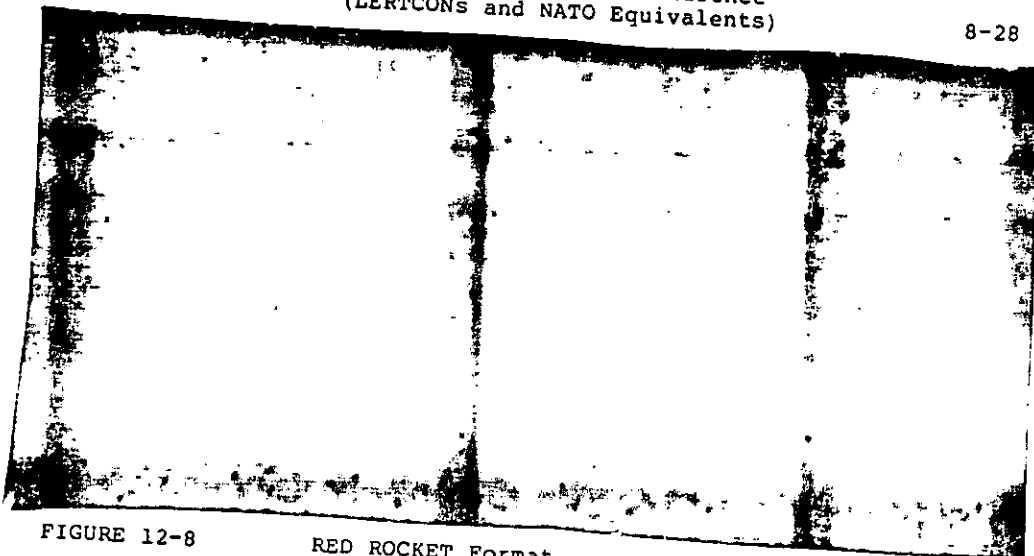 (LERTCONs and NATO Equivalents)
8-28
FIGURE 12-8 RED ROCKET Format